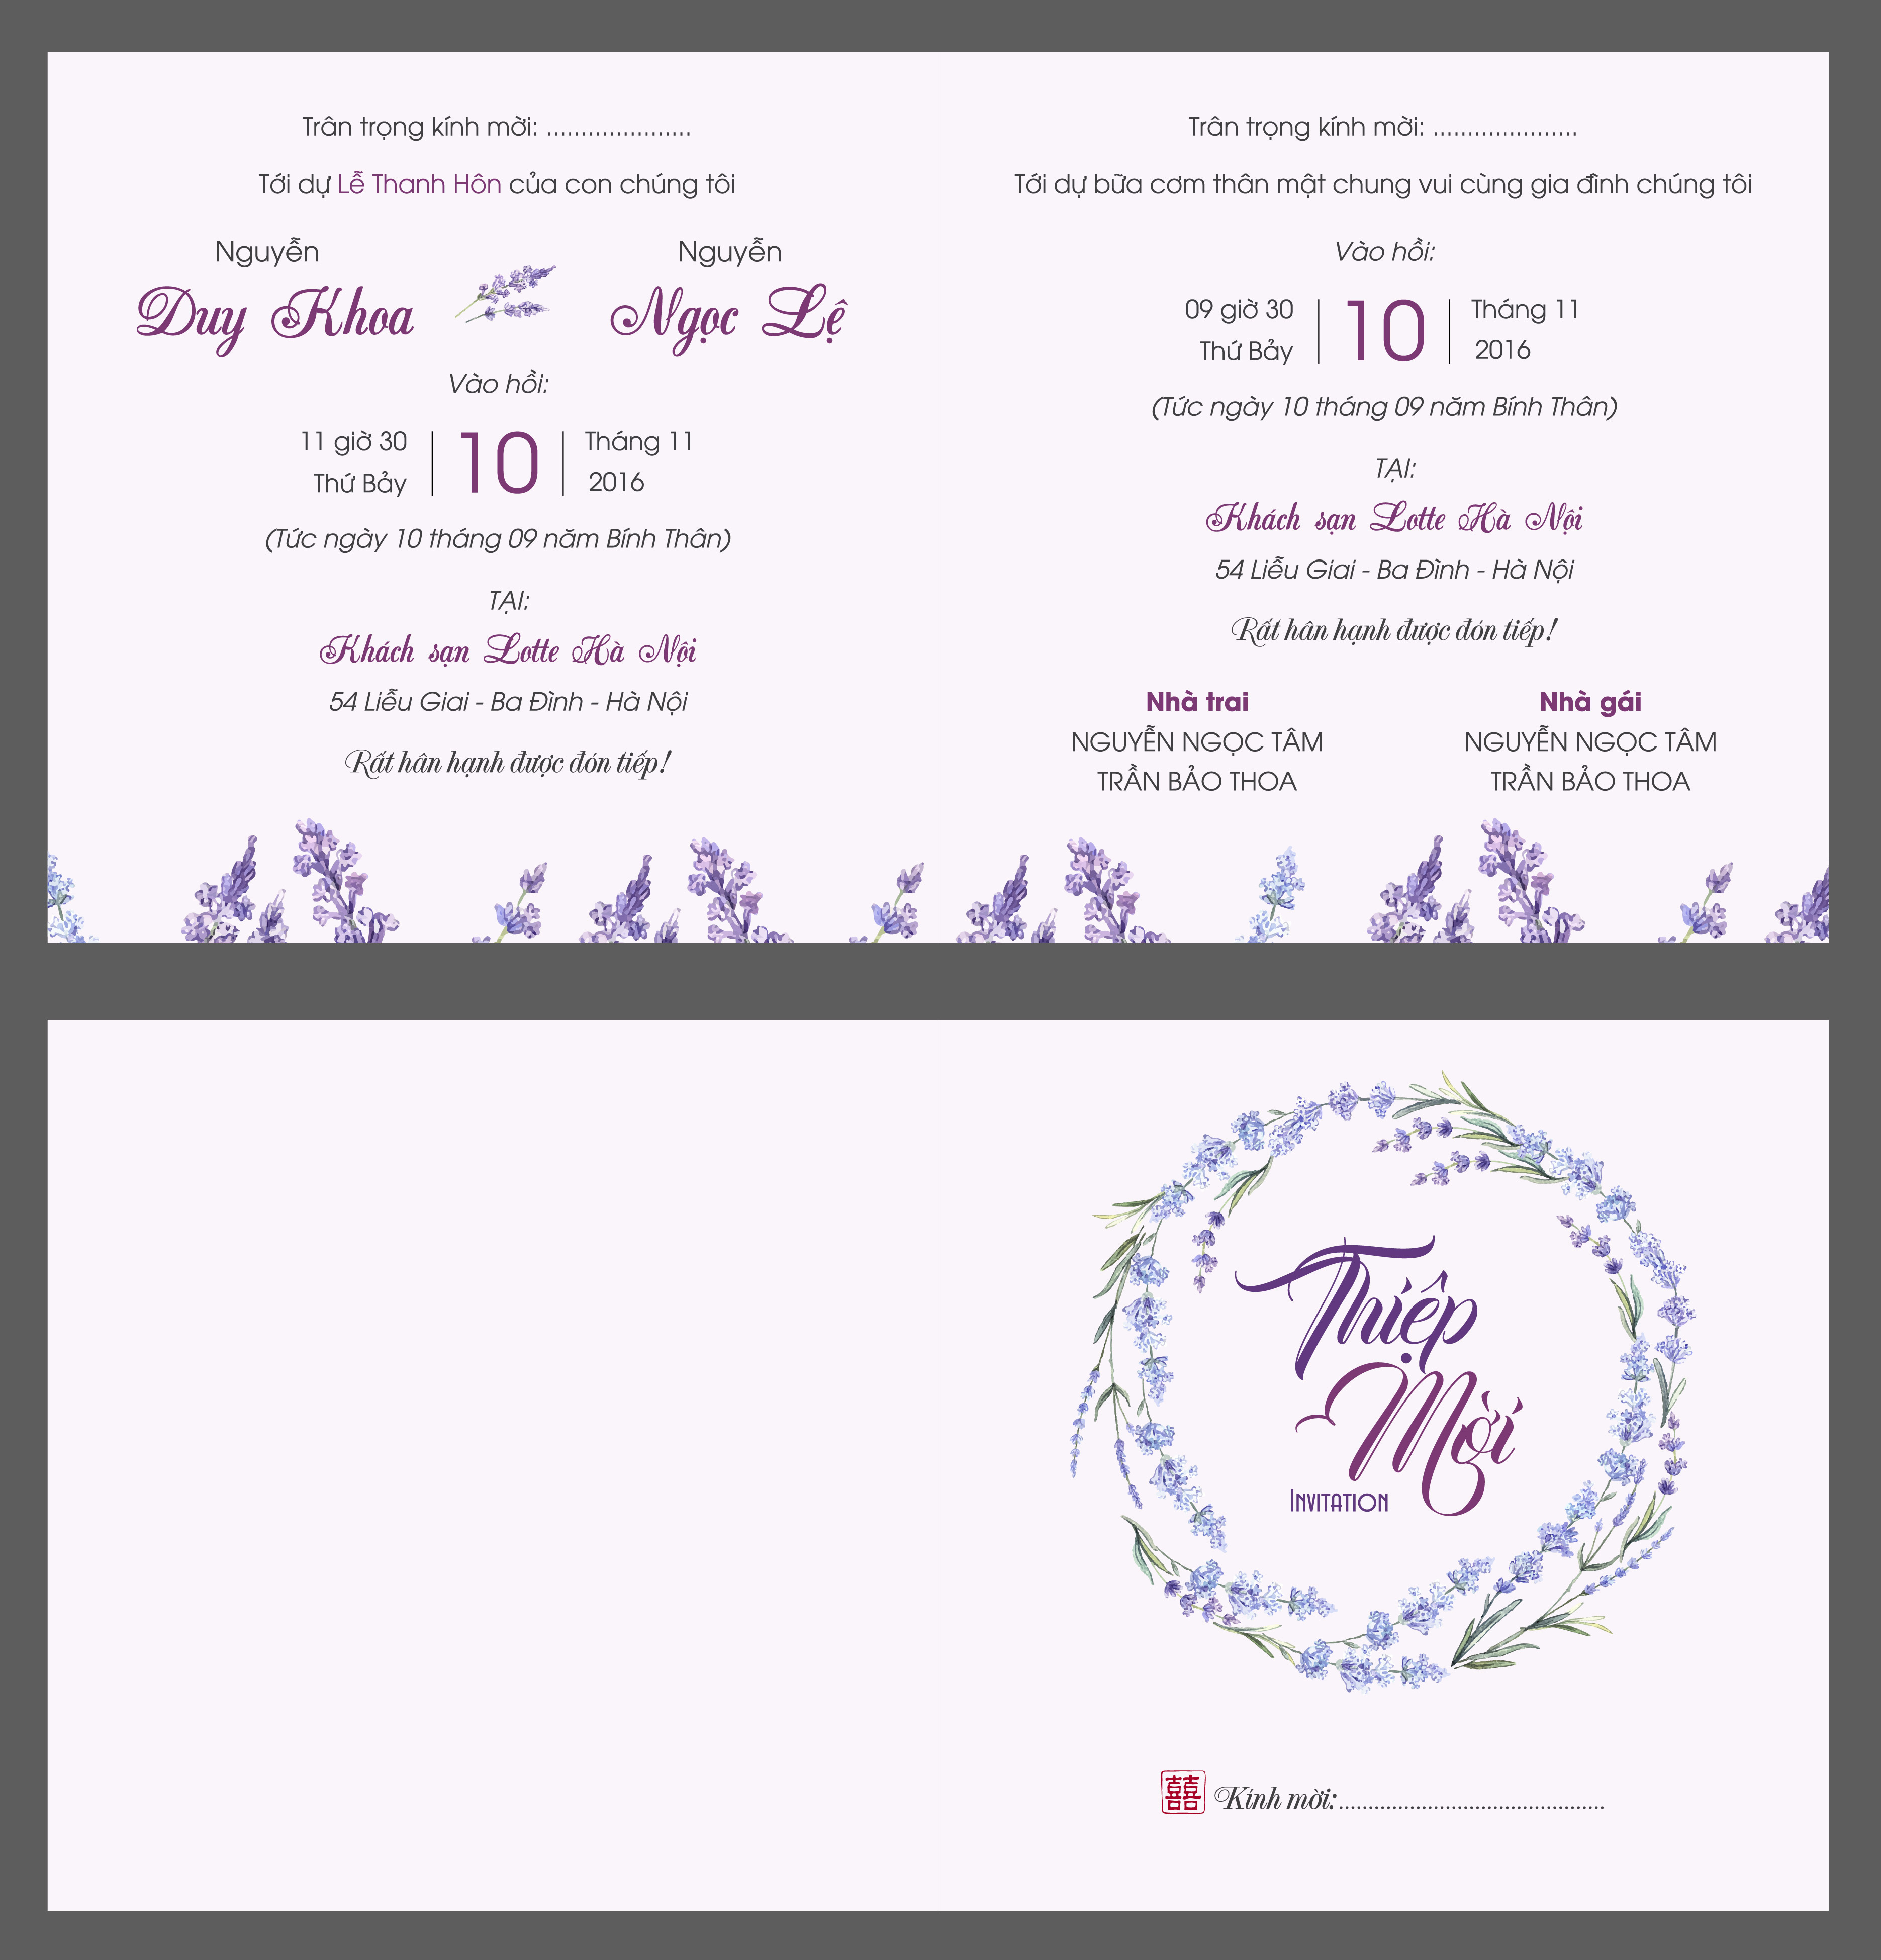 Trân trọng kính mời: .....................
Tới dự Lễ Thanh Hôn của con chúng tôi
Nguyễn
Duy Khoa
Nguyễn
Ngọc Lệ
Vào hồi:
11 giờ 30
Thứ Bảy
10
Tháng 11
2016
(Tức ngày 10 tháng 09 năm Bính Thân)
TẠI:
Khách sạn Lotte Hà Nội
54 Liễu Giai - Ba Đình - Hà Nội
Rất hân hạnh được đón tiếp!
Trân trọng kính mời: .....................
Tới dự bữa cơm thân mật chung vui cùng gia đình chúng tôi
Vào hồi:
09 giờ 30
Thứ Bảy
10
Tháng 11
2016
(Tức ngày 10 tháng 09 năm Bính Thân)
TẠI:
Khách sạn Lotte Hà Nội
54 Liễu Giai - Ba Đình - Hà Nội
Rất hân hạnh được đón tiếp!
Nhà trai
NGUYỄN NGỌC TÂM
TRẦN BẢO THOA
Nhà gái
NGUYỄN NGỌC TÂM
TRẦN BẢO THOA
Thiệp
Mời
INVITATION
囍 Kính mời:.............................................